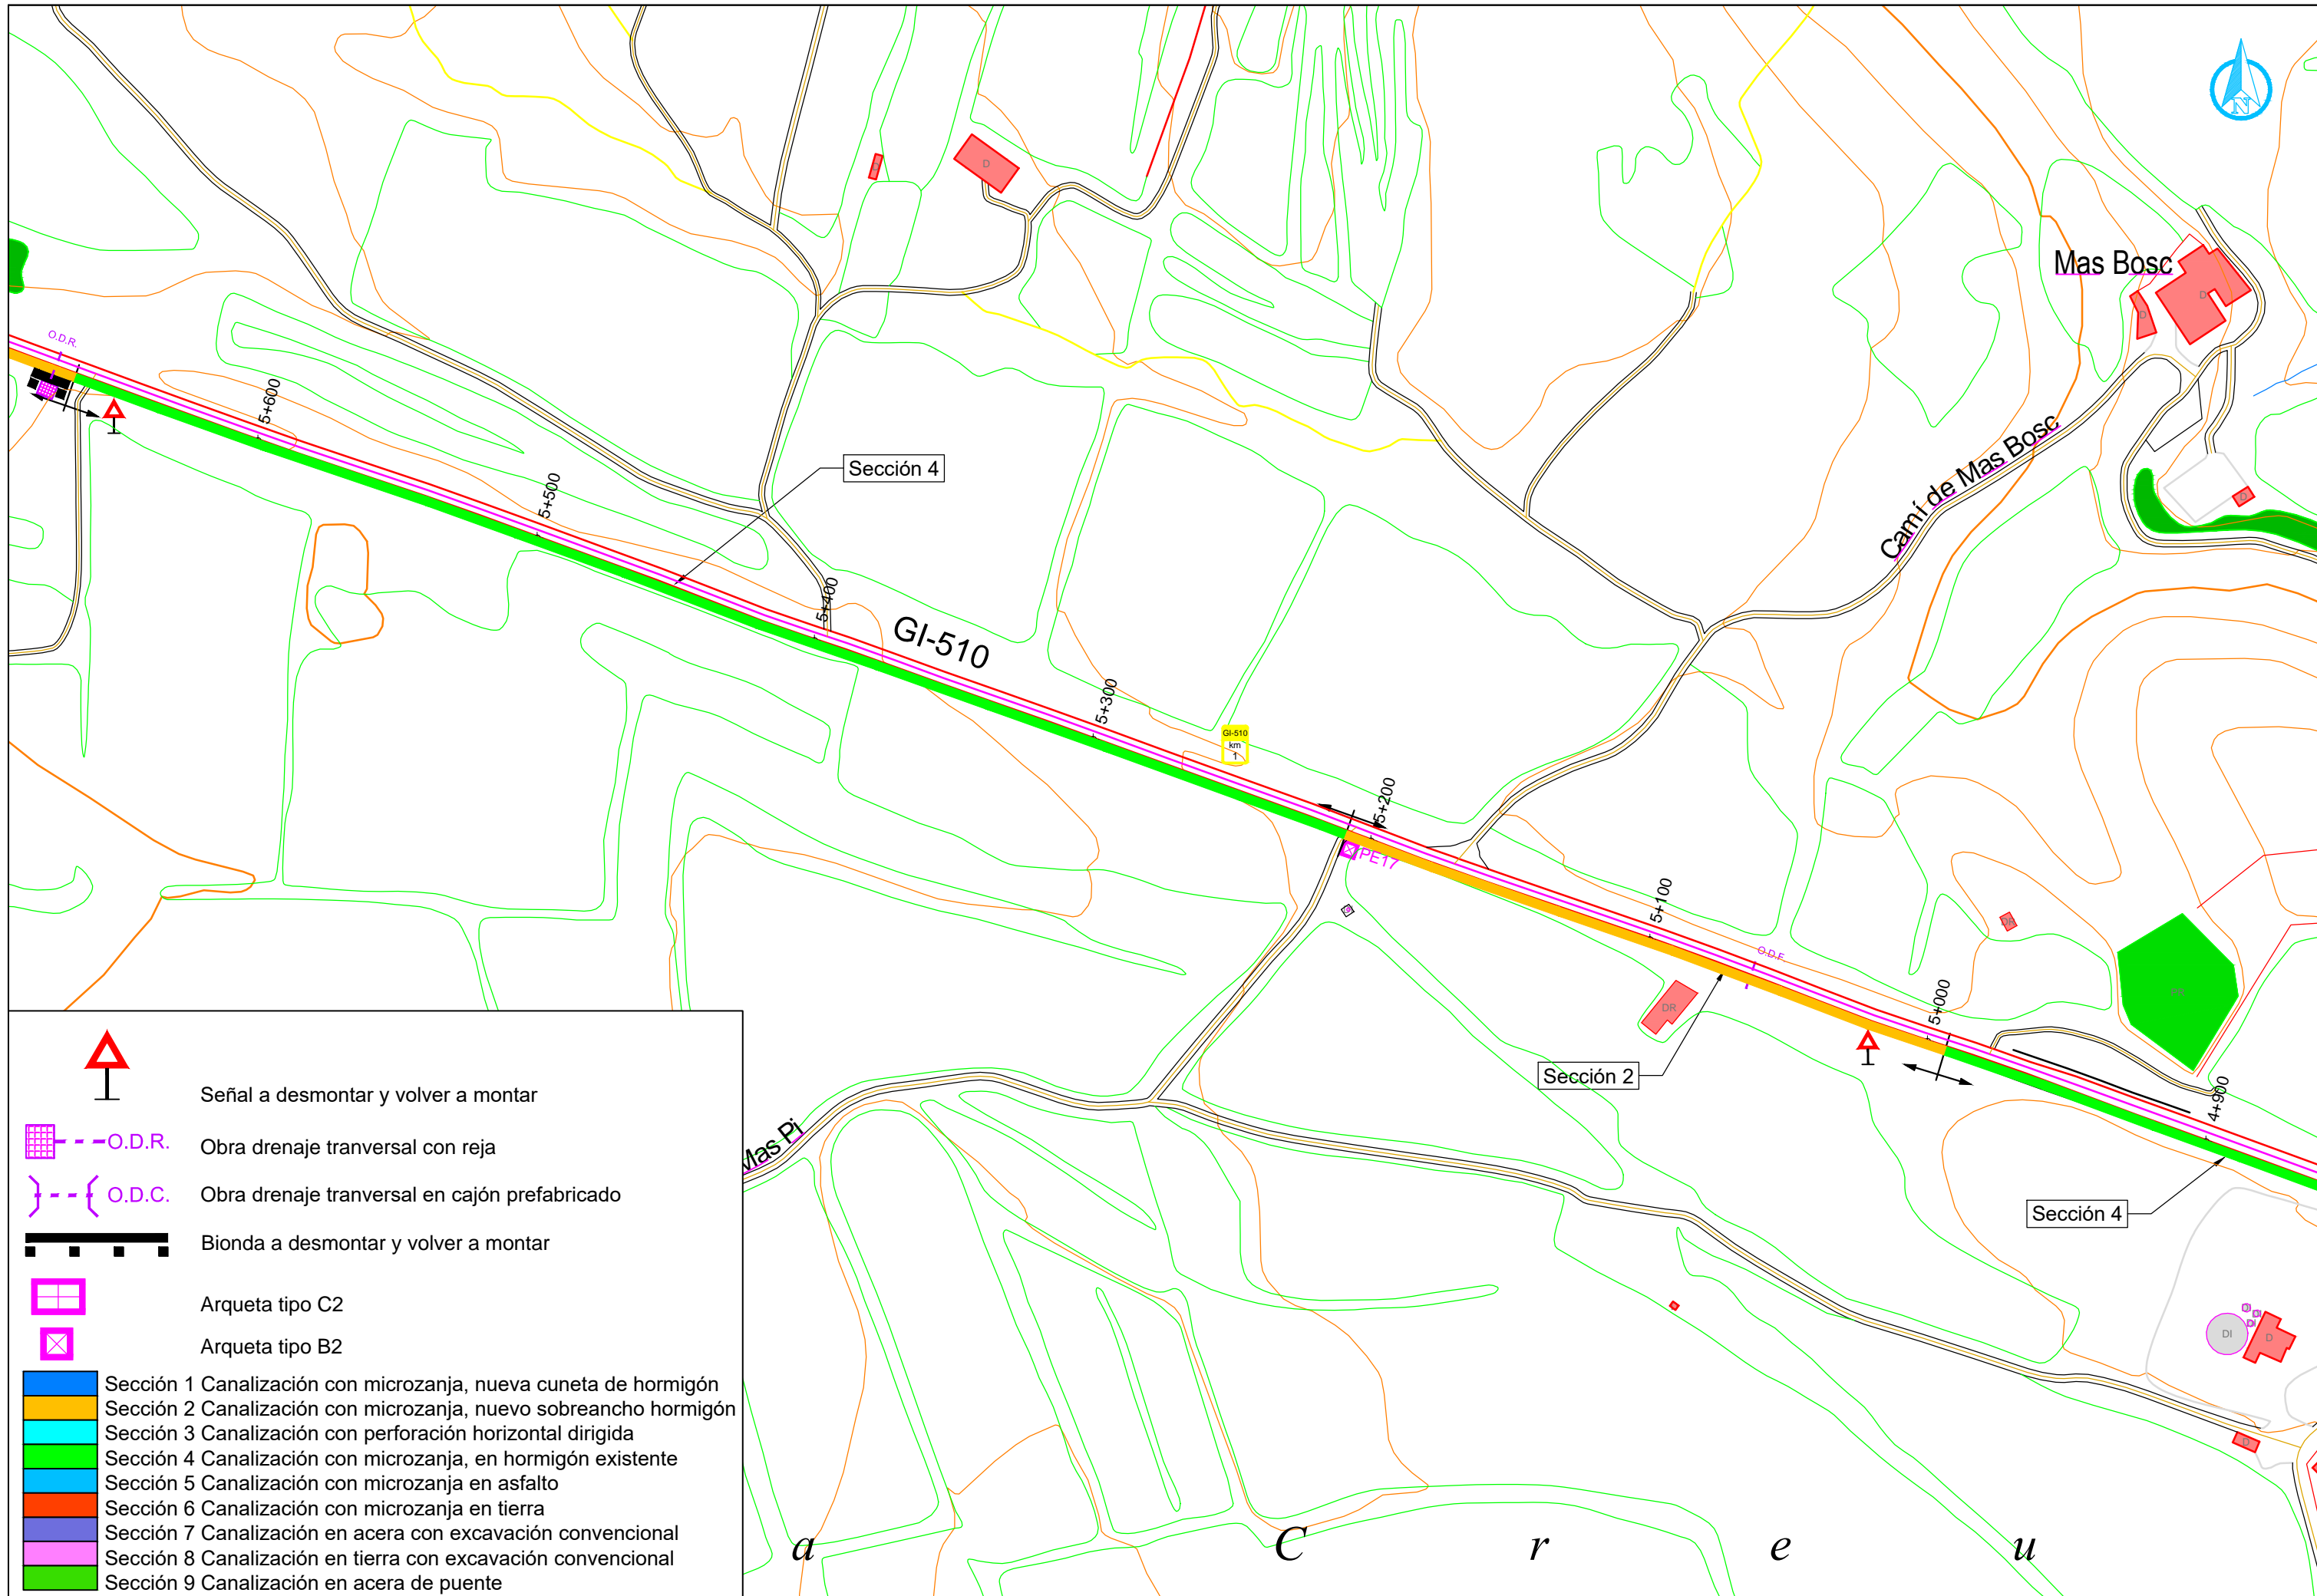 N
D
D
Mas Bosc
D
D
O.D.R.
5+600
Camí de Mas Bosc
Sección 4
D
5+500
5+400
GI-510
5+300
GI-510
km
1
5+200
PE17
5+100
DR
O.D.F.
5+000
PR
Sección 2
4+900
Mas Pi
Sección 4
DI
DI
DI
DI
D
D
a C r e u
Señal a desmontar y volver a montar
O.D.R. Obra drenaje tranversal con reja
O.D.C. Obra drenaje tranversal en cajón prefabricado
Bionda a desmontar y volver a montar
Arqueta tipo C2
Arqueta tipo B2
Sección 1 Canalización con microzanja, nueva cuneta de hormigón
Sección 2 Canalización con microzanja, nuevo sobreancho hormigón
Sección 3 Canalización con perforación horizontal dirigida
Sección 4 Canalización con microzanja, en hormigón existente
Sección 5 Canalización con microzanja en asfalto
Sección 6 Canalización con microzanja en tierra
Sección 7 Canalización en acera con excavación convencional
Sección 8 Canalización en tierra con excavación convencional
Sección 9 Canalización en acera de puente